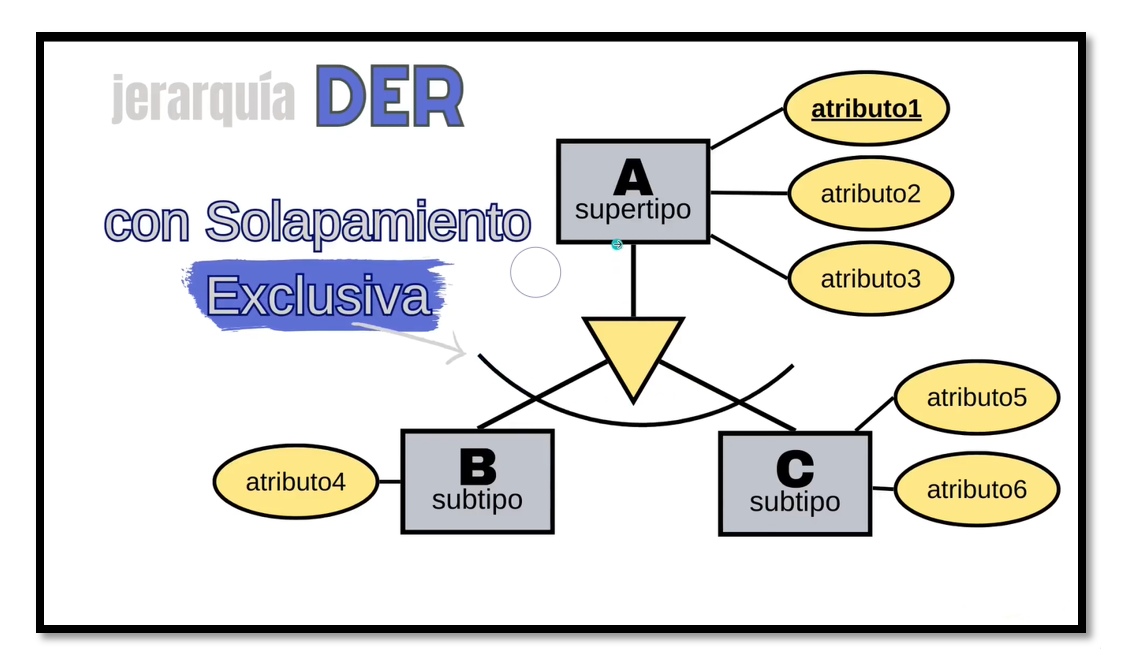 jerarquía DER
atributo1
A
supertipo
atributo2
con Solapamiento
Exclusiva
atributo3
atributo5
B
subtipo
C
subtipo
atributo4
atributo6